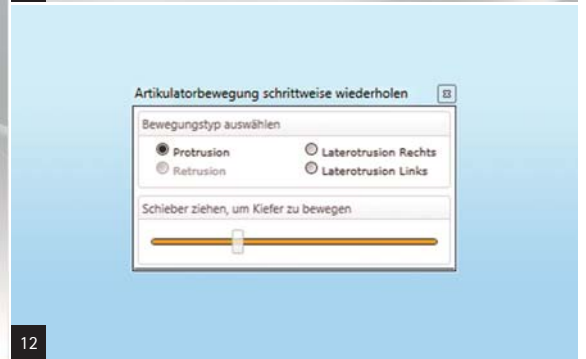 Artikulatorbewegung schrittweise wiederholen
Bewegungstyp auswählen
Protrusion
Laterotrusion Rechts
Retrusion
Laterotrusion Links
Schieber ziehen, um Kiefer zu bewegen
12